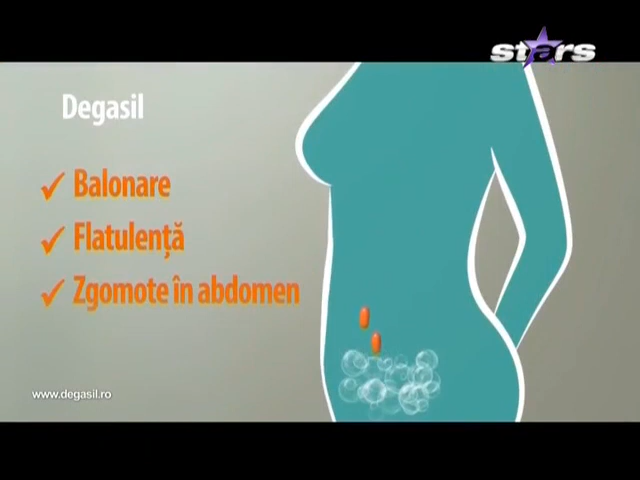 stars
Degasil
Balonare
Flatulență
Zgomote în abdomen
www.degasil.ro